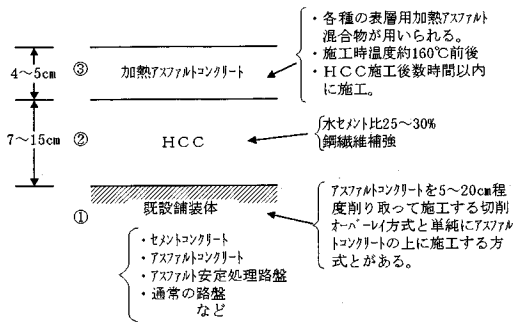 ・各種の表層用加熱アスファルト
混合物が用いられる。
・施工時温度約160℃前後
・HCC施工後数時間以内
に施工。
4～5cm
③
加熱アスファルトコンクリート
7～15cm
②
HCC
水セメント比25～30%
鋼繊維補強
①
既設舗装体
アスファルトコンクリートを5～20cm程
度削り取って施工する切削
オーバーレイ方式と単純にアスファ
ルトコンクリートの上に施工する方
式とがある。
・セメントコンクリート
・アスファルトコンクリート
・アスファルト安定処理路盤
・通常の路盤
など